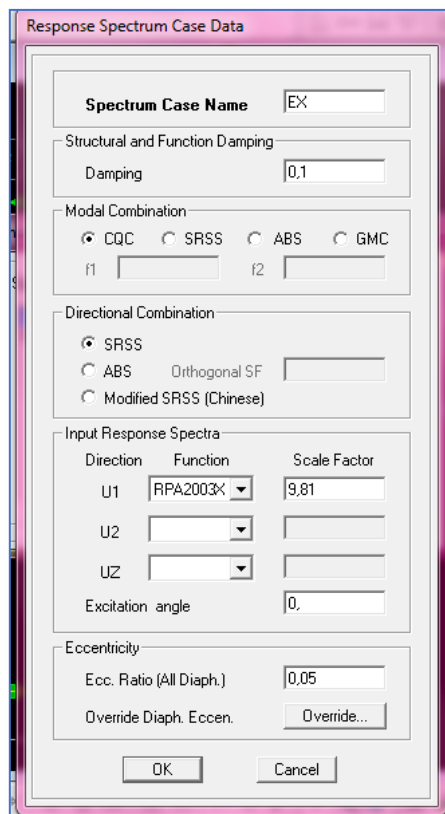 Response Spectrum Case Data
Spectrum Case Name EX
Structural and Function Damping
Damping 0,1
Modal Combination
CQC SRSS ABS GMC
f1 f2
Directional Combination
SRSS
ABS Orthogonal SF
Modified SRSS (Chinese)
Input Response Spectra
Direction Function Scale Factor
U1 RPA2003X 9,81
U2
UZ
Excitation angle 0,
Eccentricity
Ecc. Ratio (All Diaph.) 0,05
Override Diaph. Eccen. Override...
OK Cancel